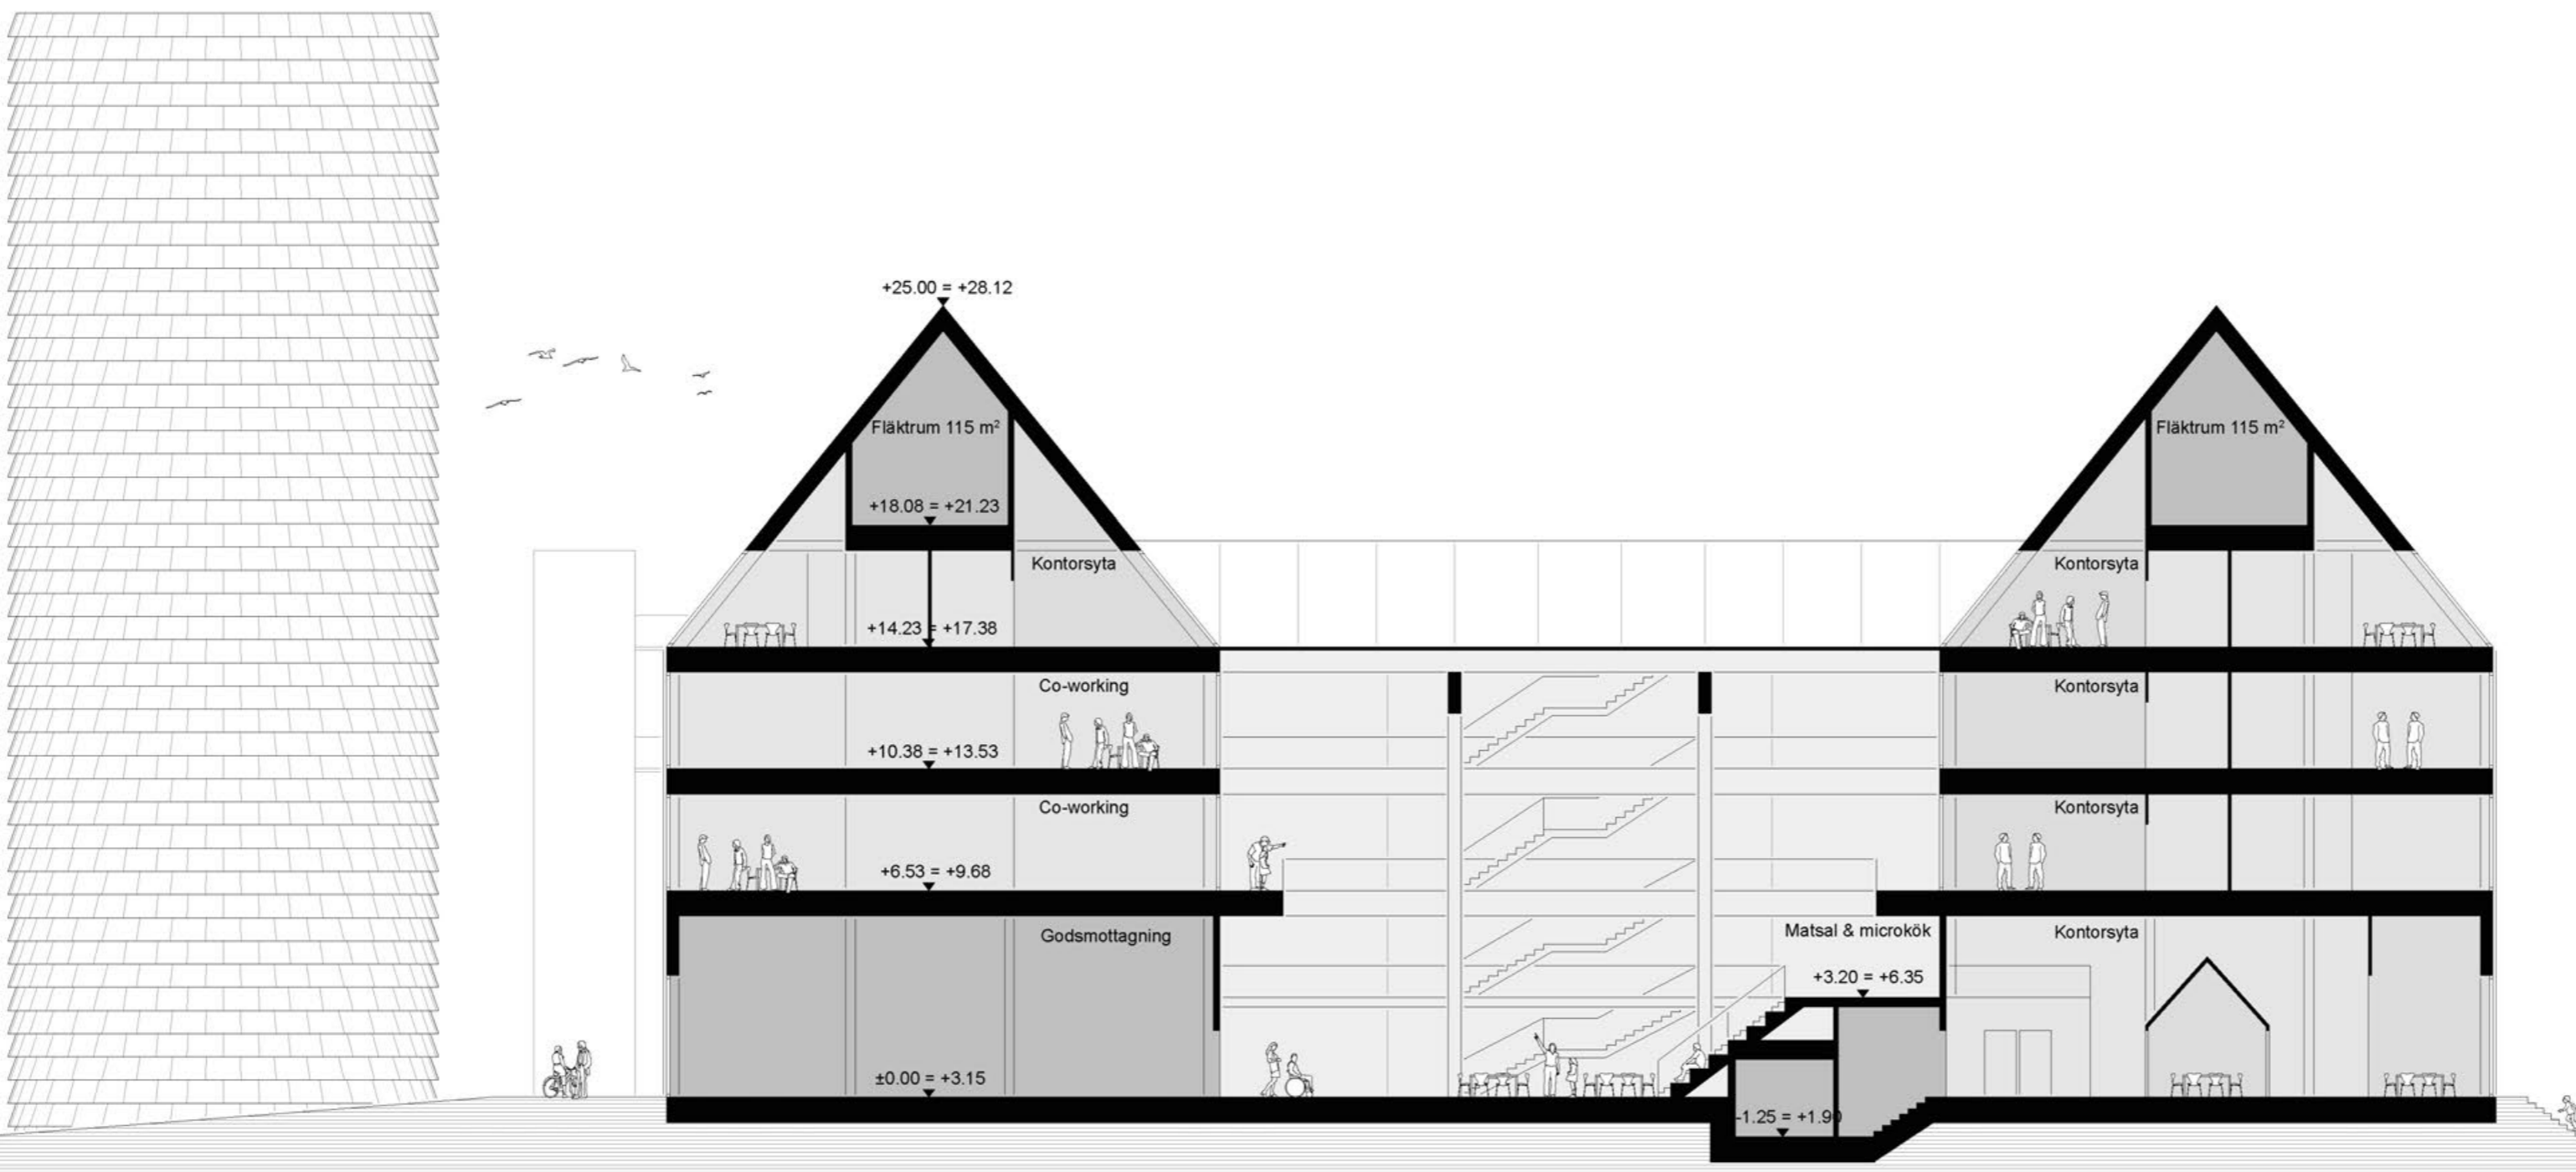 +25.00 = +28.12
Fläktrum 115 m²
Fläktrum 115 m²
+18.08 = +21.23
Kontorsyta
Kontorsyta
+14.23 = +17.38
Co-working
Kontorsyta
+10.38 = +13.53
Co-working
Kontorsyta
+6.53 = +9.68
Godsmottagning
Matsal & microkök
Kontorsyta
+3.20 = +6.35
±0.00 = +3.15
-1.25 = +1.90